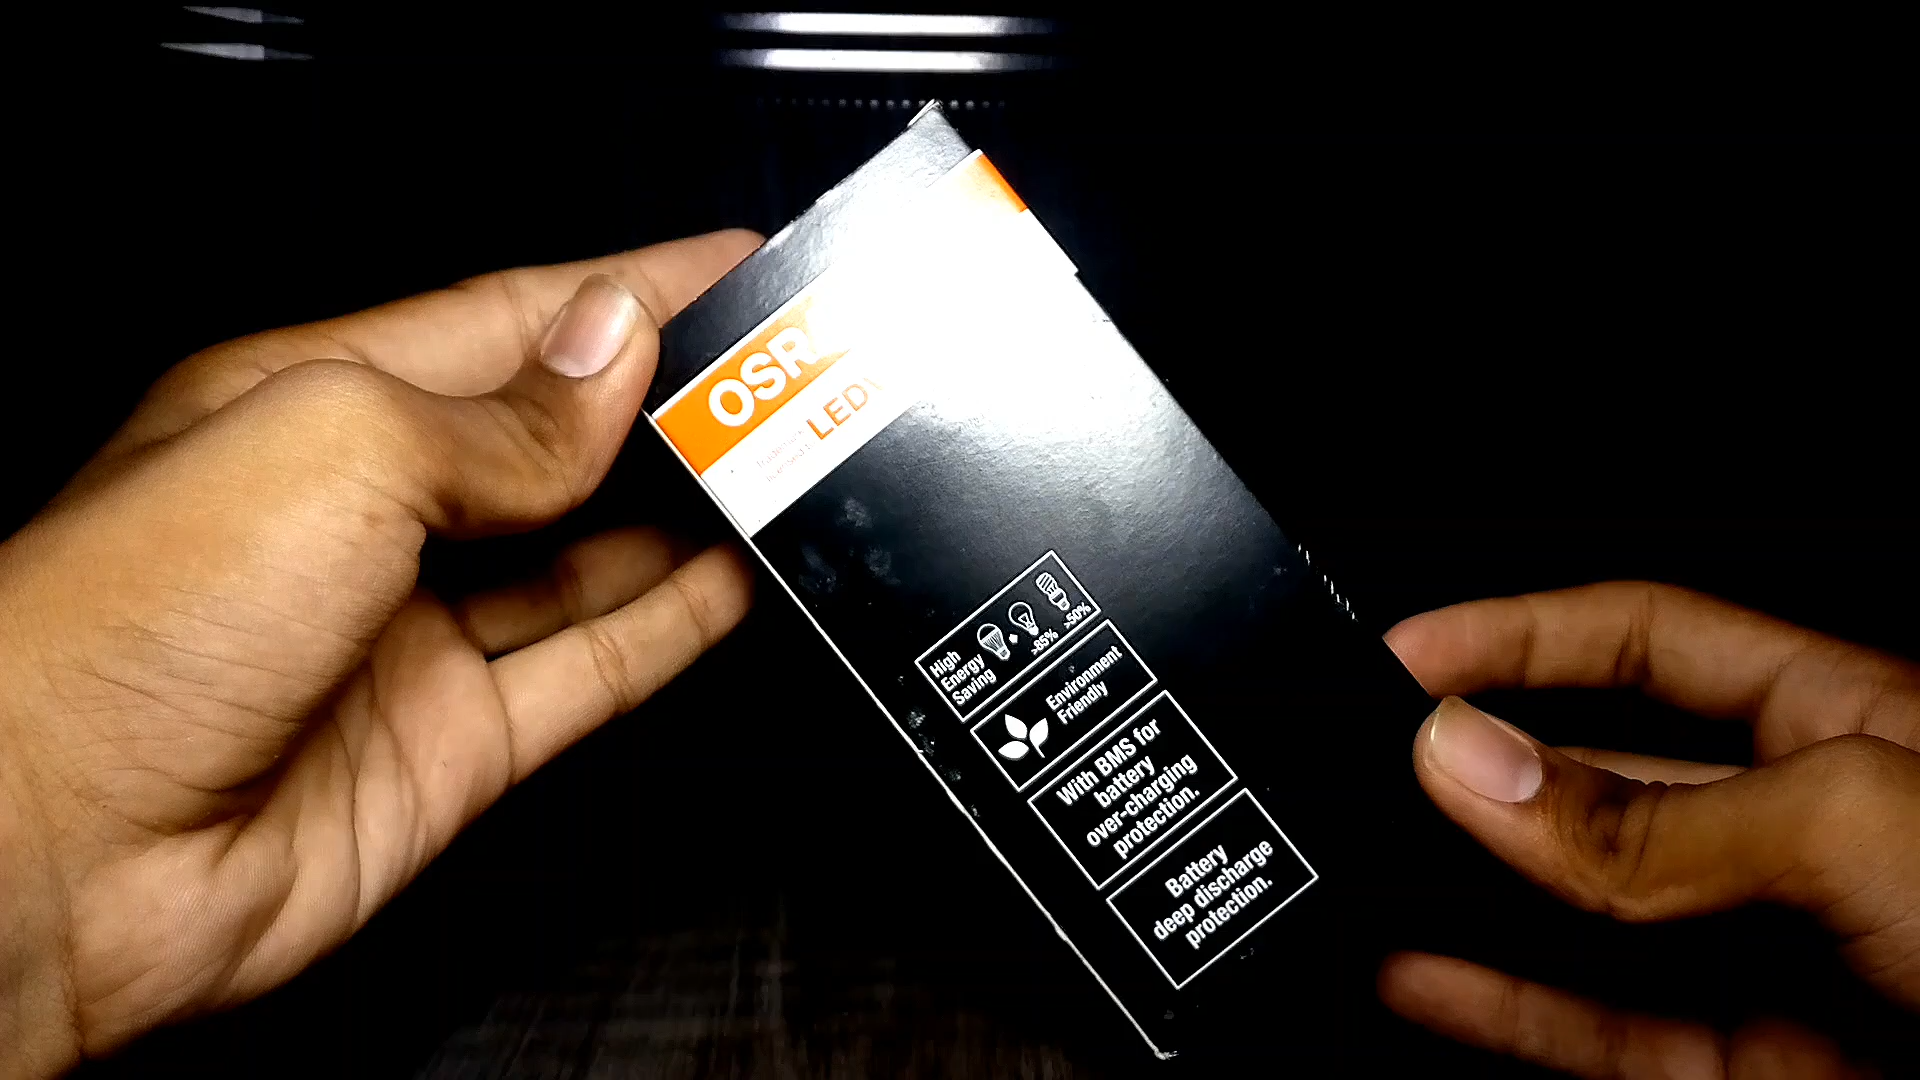 OSR
LED
High
Energy
Saving
>85%
>50%
Environment
Friendly
With BMS for
battery
over-charging
protection.
Battery
deep discharge
protection.